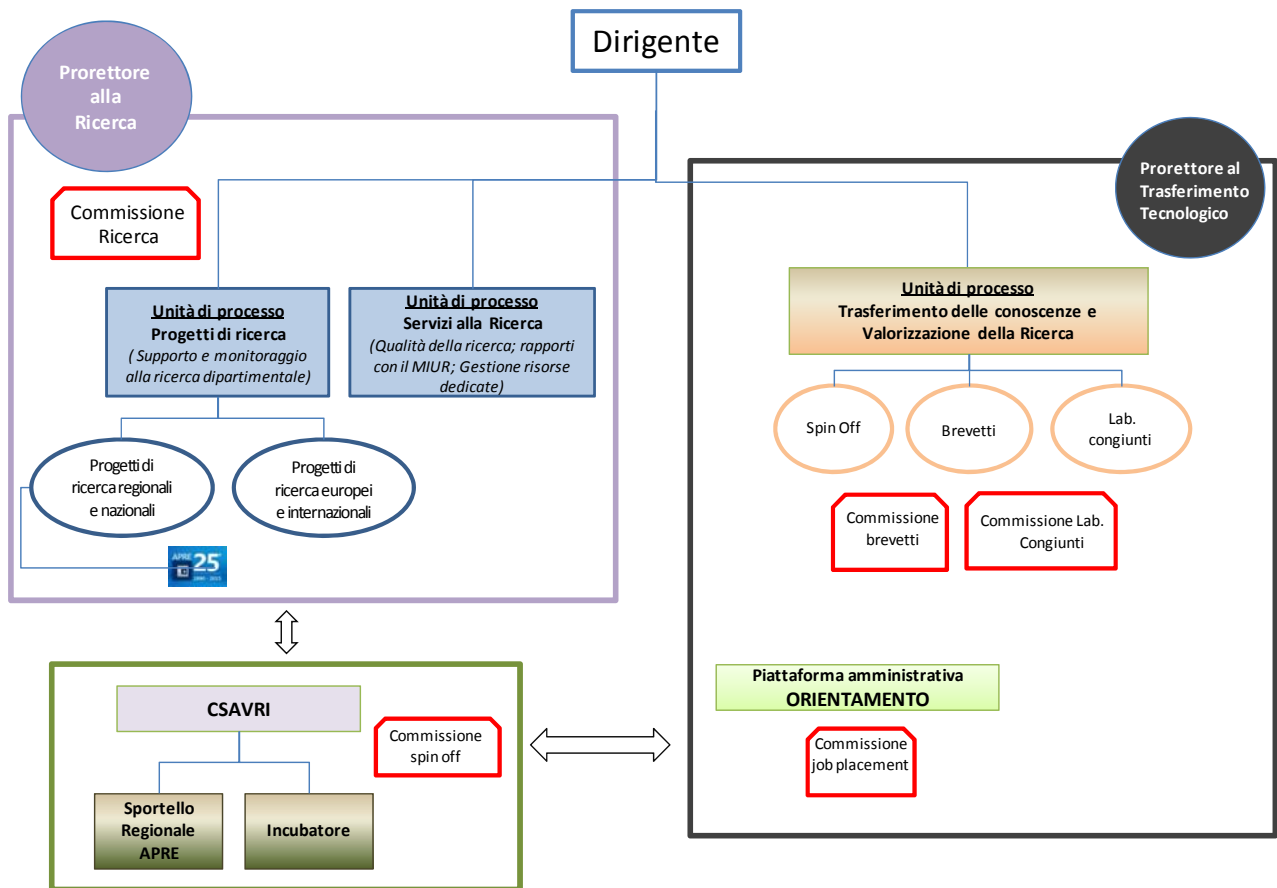 Dirigente
Prorettore
alla
Ricerca
Prorettore al
Trasferimento
Tecnologico
Commissione
Ricerca
Unità di processo
Progetti di ricerca
( Supporto e monitoraggio
alla ricerca dipartimentale)
Unità di processo
Servizi alla Ricerca
(Qualità della ricerca; rapporti
con il MIUR; Gestione risorse
dedicate)
Unità di processo
Trasferimento delle conoscenze e
Valorizzazione della Ricerca
Spin Off
Brevetti
Lab.
congiunti
Progetti di
ricerca regionali
e nazionali
Progetti di
ricerca europei
e internazionali
APRE
25
Commissione
brevetti
Commissione Lab.
Congiunti
Piattaforma amministrativa
ORIENTAMENTO
Commissione
job placement
CSAVRI
Commissione
spin off
Sportello
Regionale
APRE
Incubatore